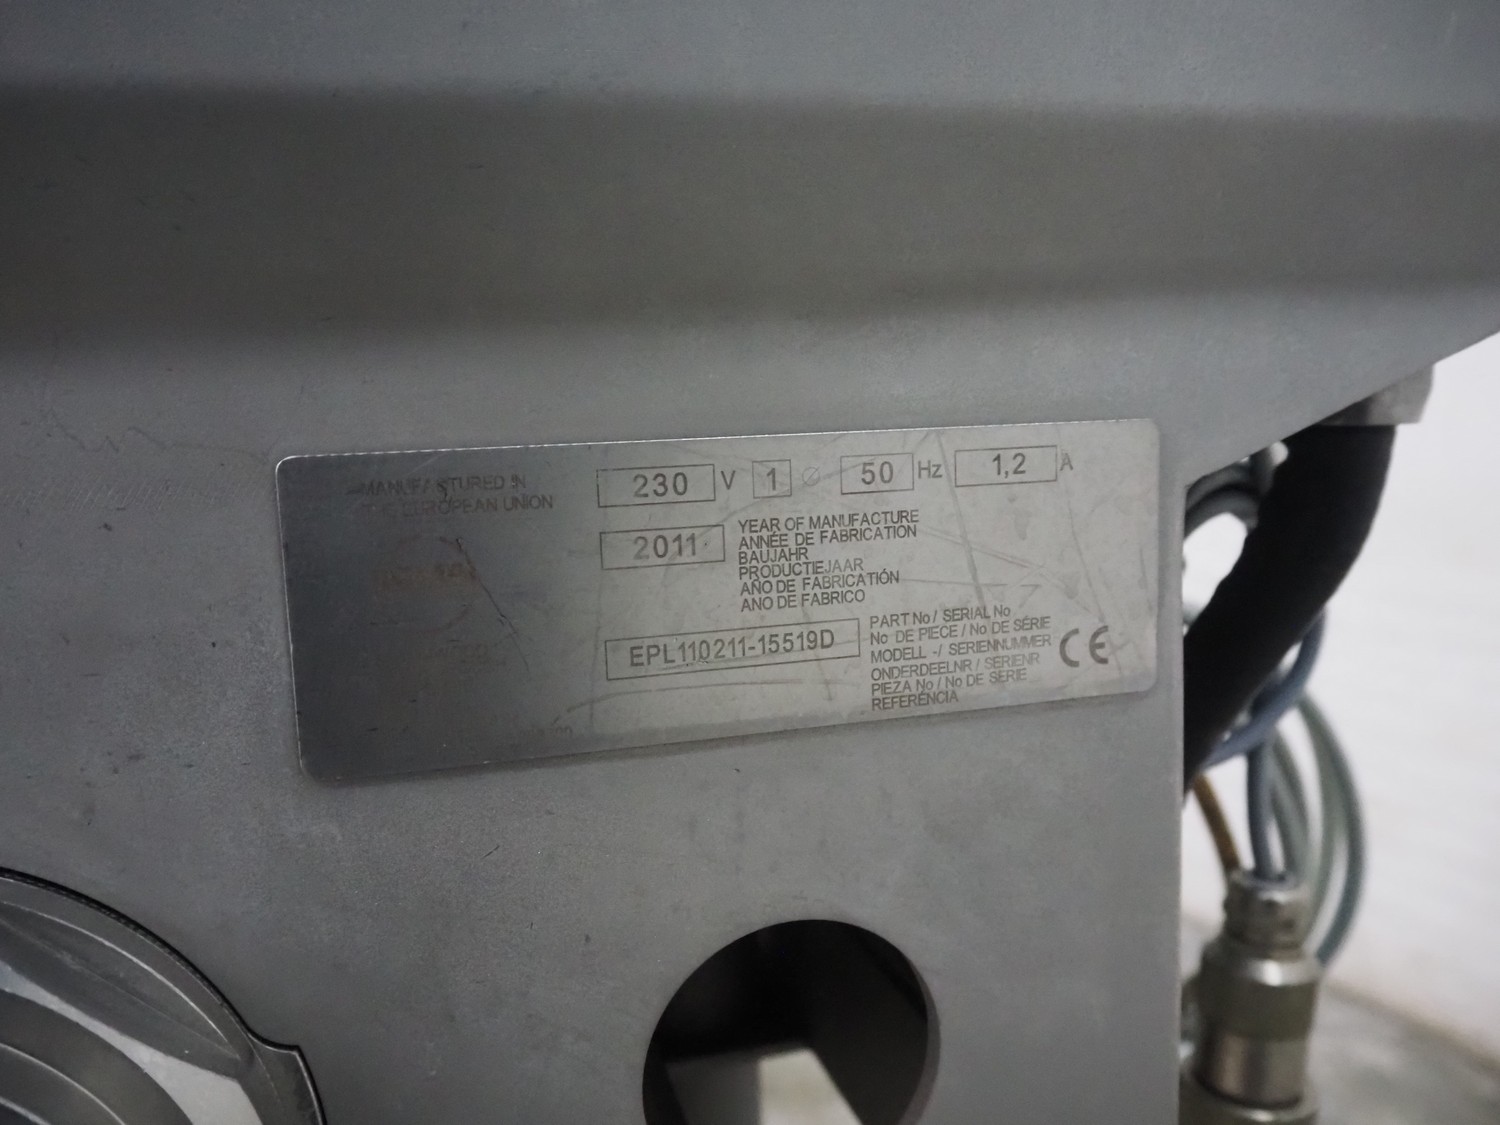 MANUFACTURED IN
THE EUROPEAN UNION
230 V 1 ∅ 50 Hz 1,2 A
2011
YEAR OF MANUFACTURE
ANNÉE DE FABRICATION
BAUJAHR
PRODUCTIEJAAR
AÑO DE FABRICATIÓN
ANO DE FABRICO
EPL110211-15519D
PART No / SERIAL No
No DE PIECE / No DE SÉRIE
MODELL -/ SERIENNUMMER
ONDERDEELNR / SERIENR
PIEZA No / No DE SERIE
REFERÊNCIA
CE